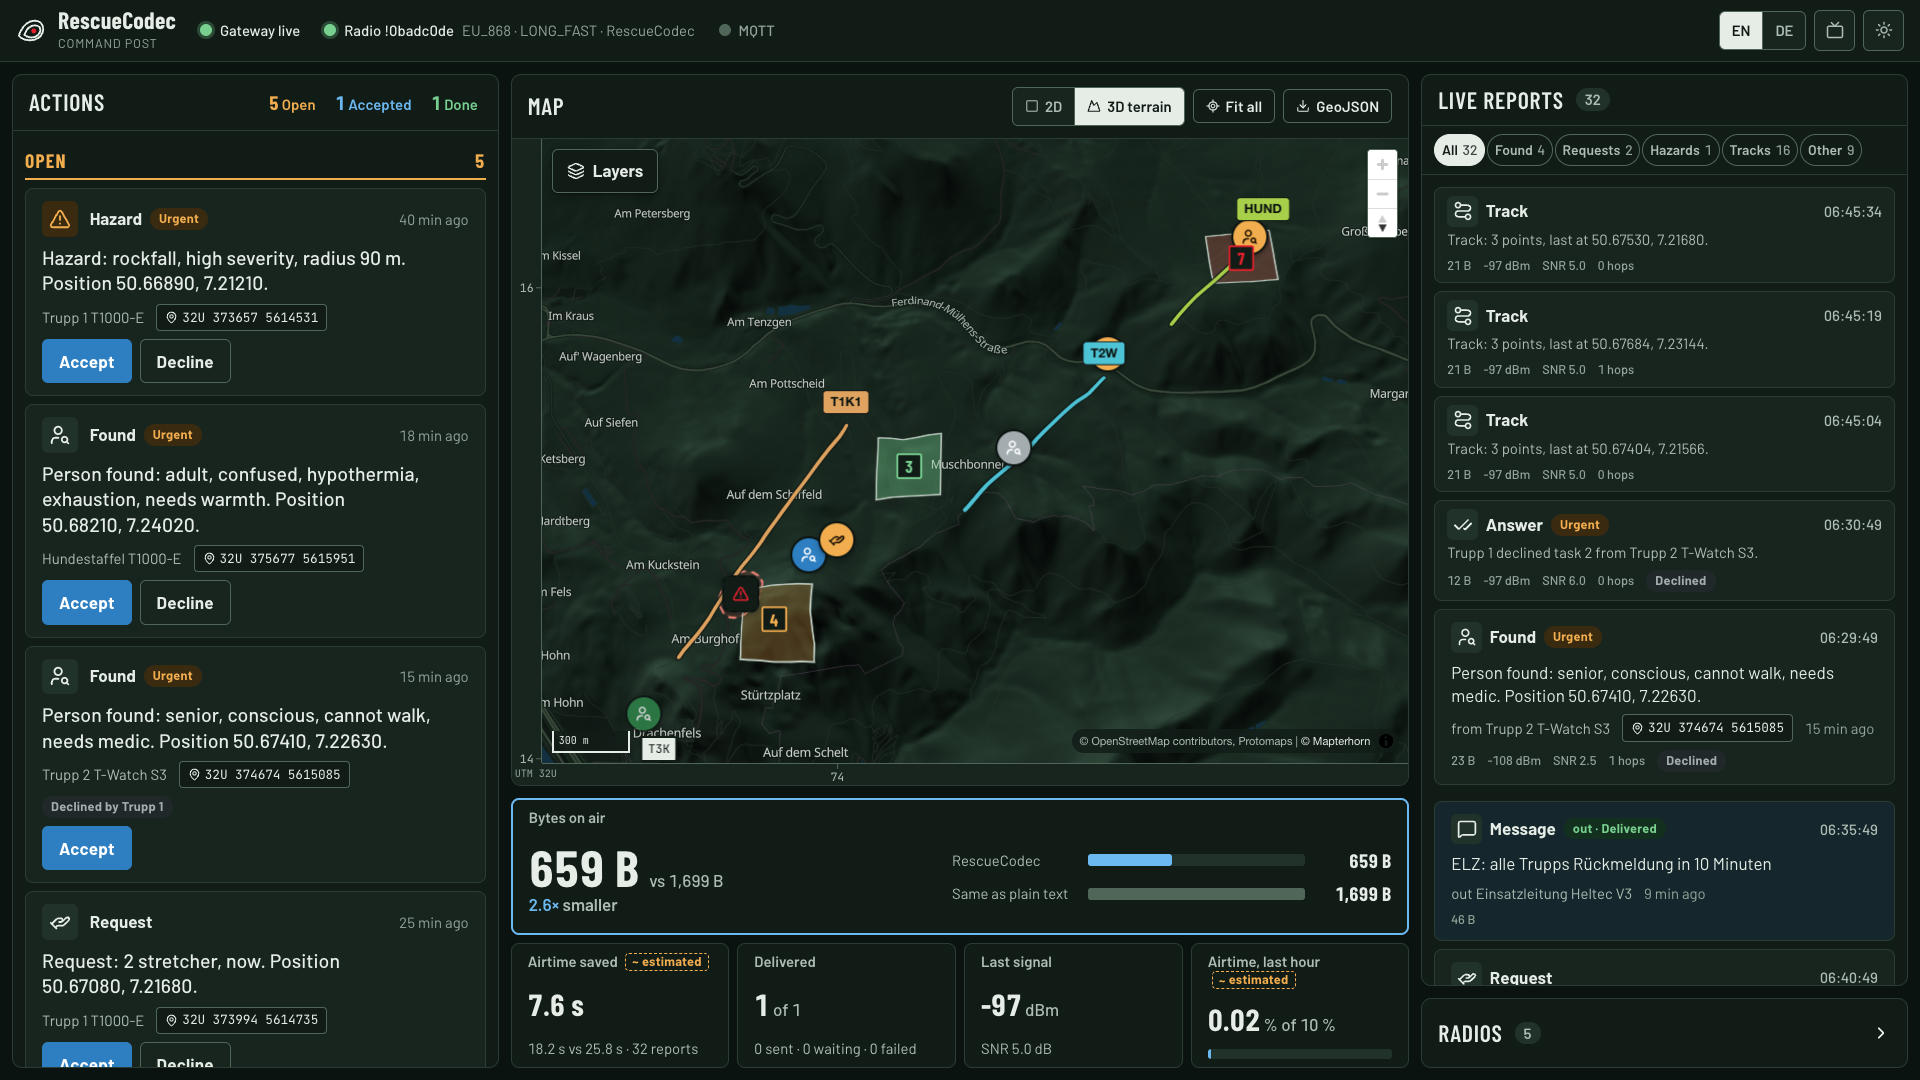 RescueCodec
COMMAND POST
Gateway live
Radio !0badc0de EU_868 · LONG_FAST · RescueCodec
MQTT
EN
DE
ACTIONS
5 Open
1 Accepted
1 Done
OPEN
5
Hazard
Urgent
40 min ago
Hazard: rockfall, high severity, radius 90 m.
Position 50.66890, 7.21210.
Trupp 1 T1000-E
32U 373657 5614531
Accept
Decline
Found
Urgent
18 min ago
Person found: adult, confused, hypothermia,
exhaustion, needs warmth. Position
50.68210, 7.24020.
Hundestaffel T1000-E
32U 375677 5615951
Accept
Decline
Found
Urgent
15 min ago
Person found: senior, conscious, cannot walk,
needs medic. Position 50.67410, 7.22630.
Trupp 2 T-Watch S3
32U 374674 5615085
Declined by Trupp 1
Accept
Request
25 min ago
Request: 2 stretcher, now. Position
50.67080, 7.21680.
Trupp 1 T1000-E
32U 373994 5614735
Accept
Decline
MAP
2D
3D terrain
Fit all
GeoJSON
Layers
Am Petersberg
HUND
7
m Kissel
16
Im Kraus
Am Tenzgen
Ferdinand-Mülhens-Straße
Auf' Wagenberg
T2W
Am Pottscheid
T1K1
Auf Siefen
Ketsberg
3
Muschbonne
Auf dem Schifeld
lardtberg
Am Kuckstein
n Fels
4
Am Burghof
Hohn
Stürtzplatz
m Hohn
Drachenfels
T3K
300 m
Auf dem Schelt
© OpenStreetMap contributors, Protomaps | © Mapterhorn
14
UTM 32U
74
Bytes on air
659 B vs 1,699 B
2.6× smaller
RescueCodec
659 B
Same as plain text
1,699 B
Airtime saved
~ estimated
7.6 s
18.2 s vs 25.8 s · 32 reports
Delivered
1 of 1
0 sent · 0 waiting · 0 failed
Last signal
-97 dBm
SNR 5.0 dB
Airtime, last hour
~ estimated
0.02 % of 10 %
LIVE REPORTS
32
All 32
Found 4
Requests 2
Hazards 1
Tracks 16
Other 9
Track
06:45:34
Track: 3 points, last at 50.67530, 7.21680.
21 B -97 dBm SNR 5.0 0 hops
Track
06:45:19
Track: 3 points, last at 50.67684, 7.23144.
21 B -97 dBm SNR 5.0 1 hops
Track
06:45:04
Track: 3 points, last at 50.67404, 7.21566.
21 B -97 dBm SNR 5.0 0 hops
Answer
Urgent
06:30:49
Trupp 1 declined task 2 from Trupp 2 T-Watch S3.
12 B -97 dBm SNR 6.0 0 hops Declined
Found
Urgent
06:29:49
Person found: senior, conscious, cannot walk, needs
medic. Position 50.67410, 7.22630.
from Trupp 2 T-Watch S3
32U 374674 5615085
15 min ago
23 B -108 dBm SNR 2.5 1 hops Declined
Message
out · Delivered
06:35:49
ELZ: alle Trupps Rückmeldung in 10 Minuten
out Einsatzleitung Heltec V3 9 min ago
46 B
Request
06:40:49
RADIOS
5